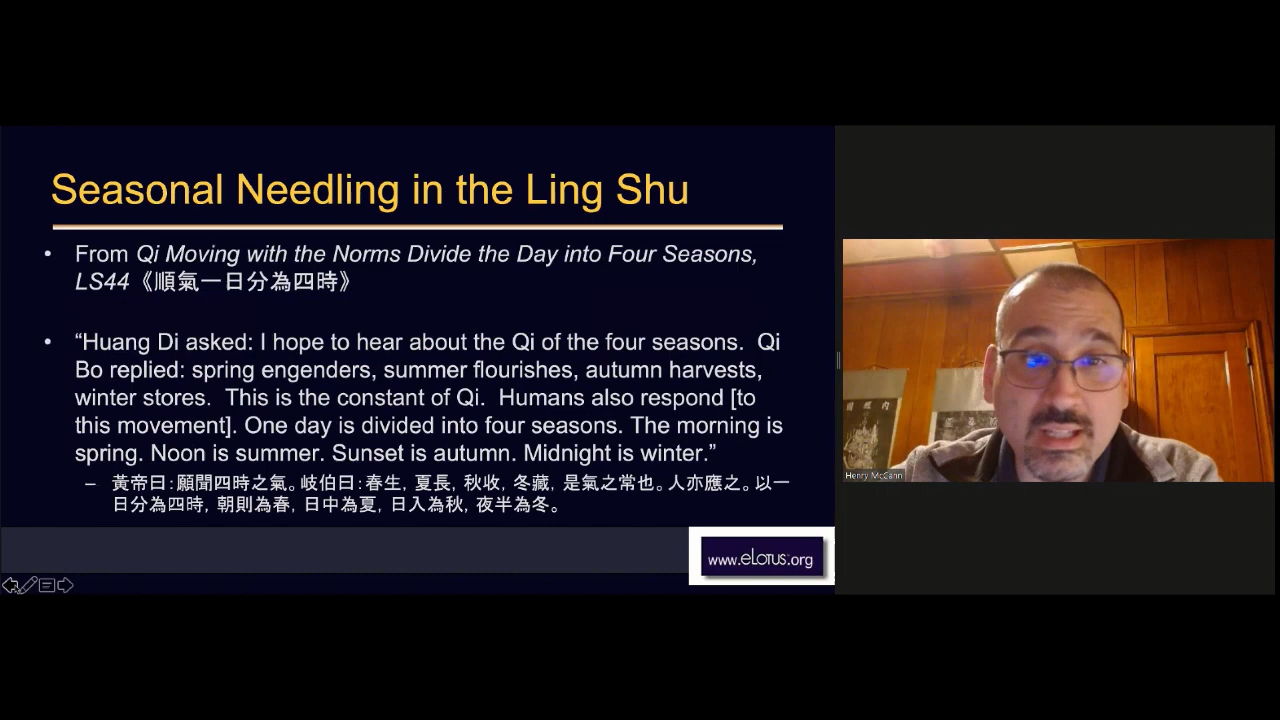 Seasonal Needling in the Ling Shu
• From Qi Moving with the Norms Divide the Day into Four Seasons,
LS44《順氣一日分為四時》
• “Huang Di asked: I hope to hear about the Qi of the four seasons. Qi
Bo replied: spring engenders, summer flourishes, autumn harvests,
winter stores. This is the constant of Qi. Humans also respond [to
this movement]. One day is divided into four seasons. The morning is
spring. Noon is summer. Sunset is autumn. Midnight is winter.”
– 黃帝曰：願聞四時之氣。岐伯曰：春生，夏長，秋收，冬藏，是氣之常也。人亦應之。以一
日分為四時，朝則為春，日中為夏，日入為秋，夜半為冬。
www.eLotus.org
Henry McCann